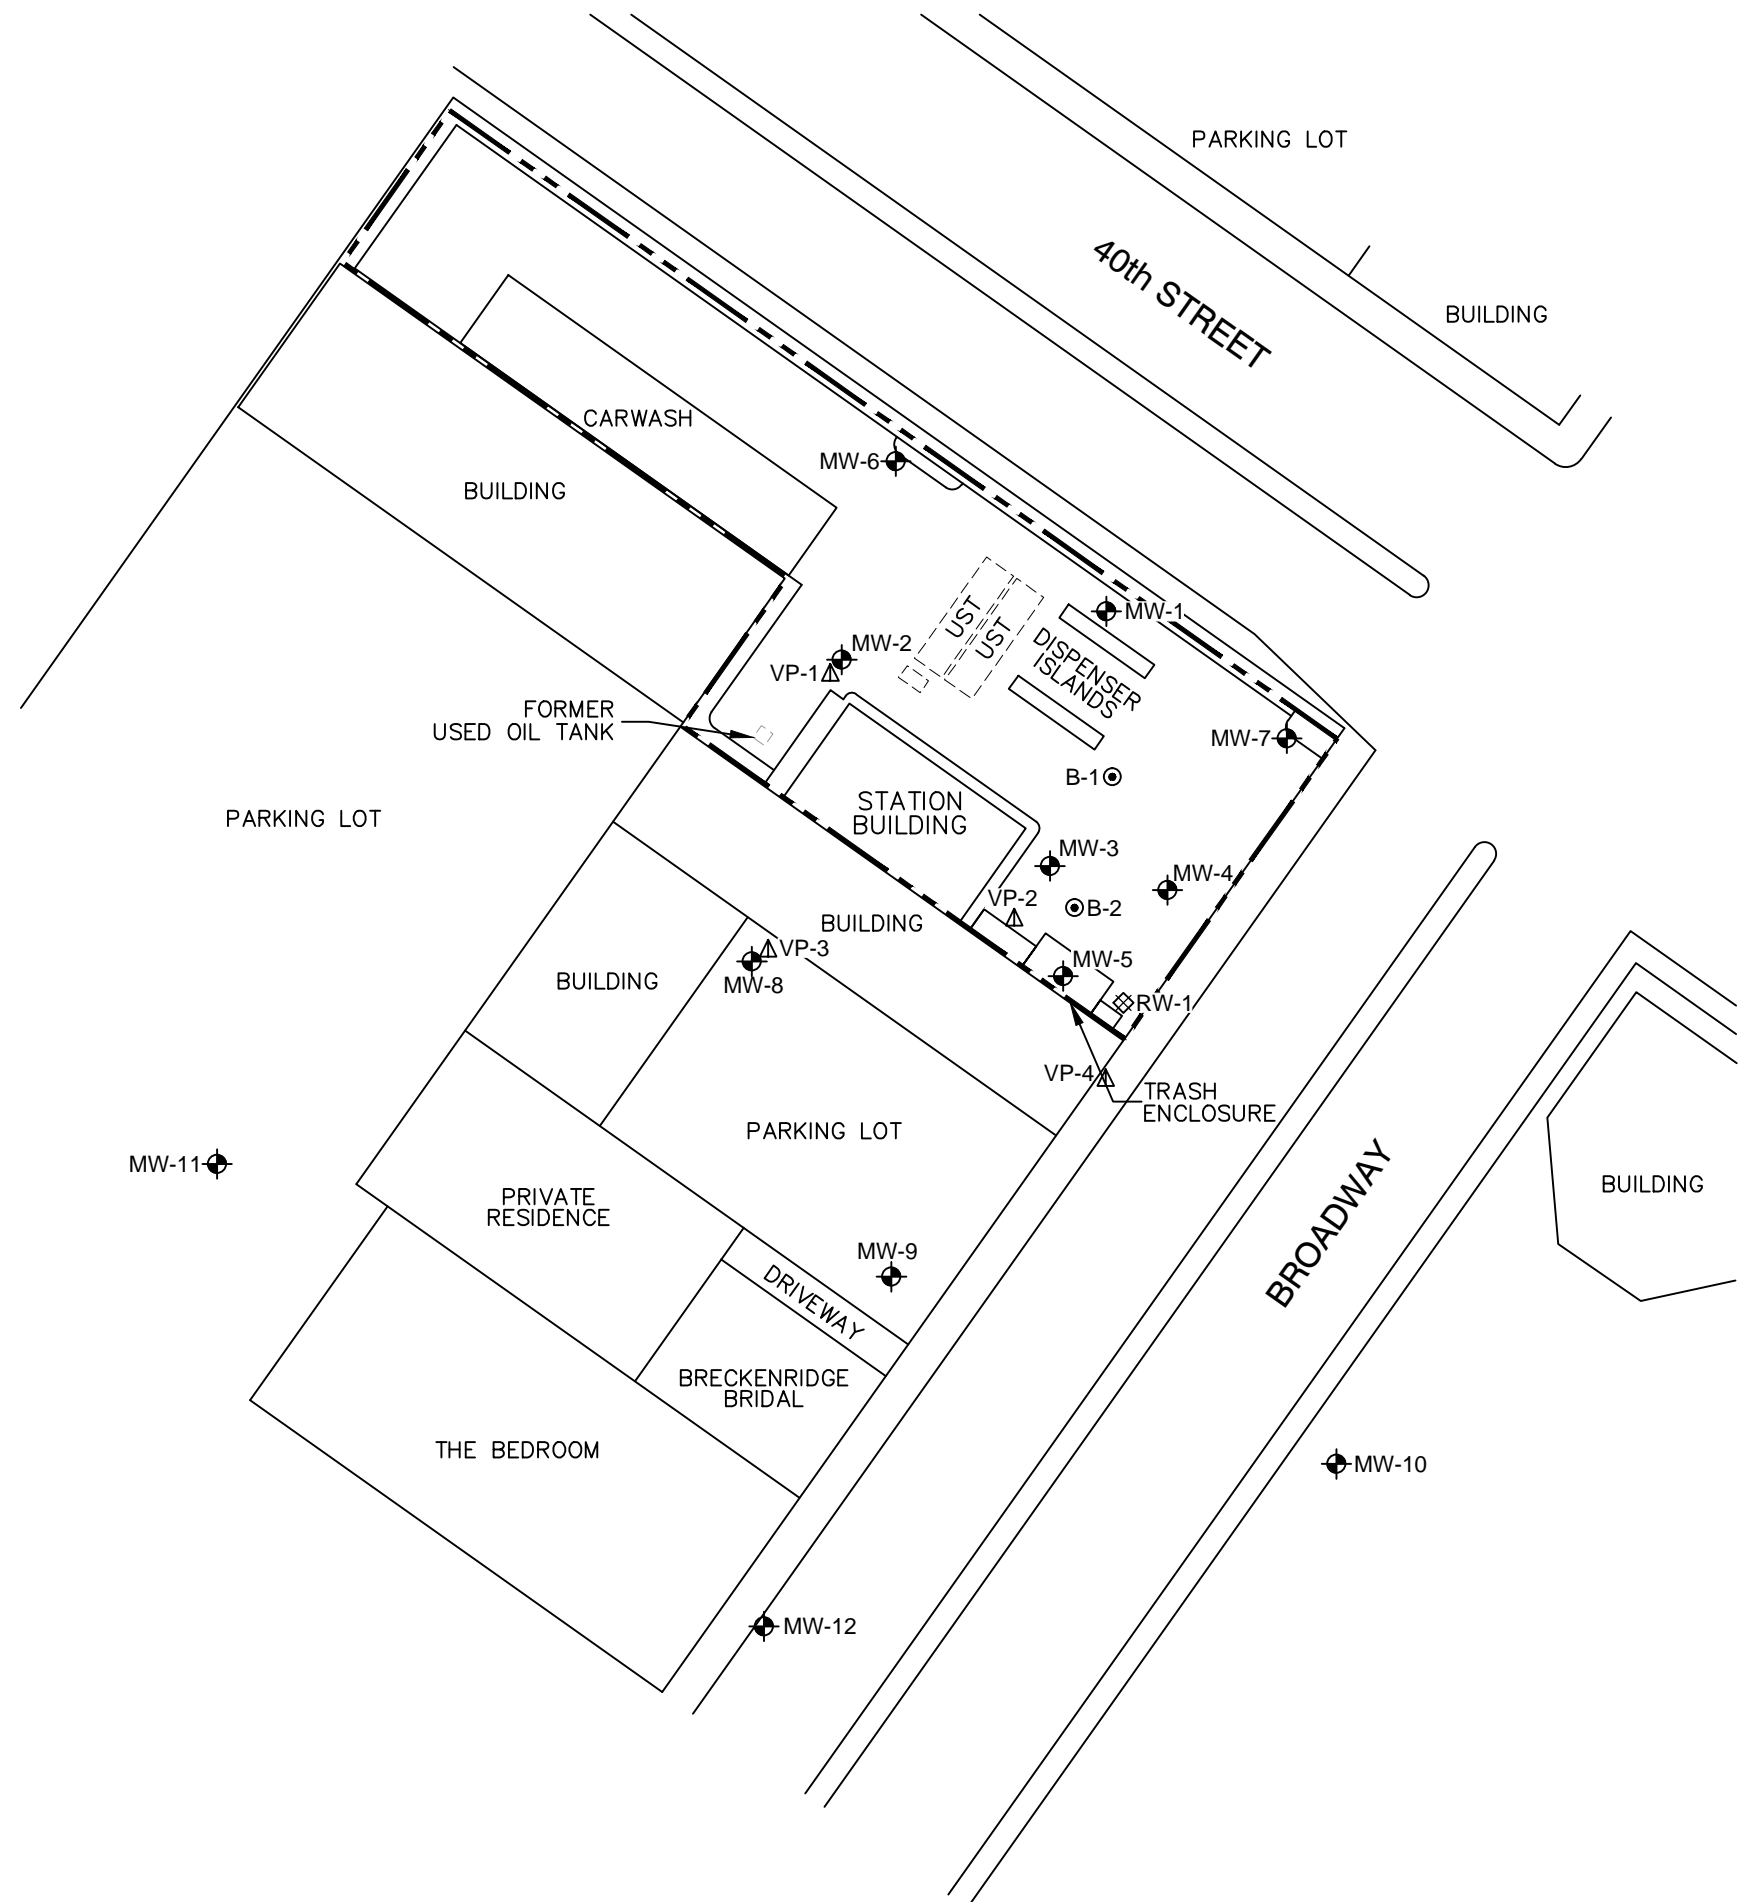 PARKING LOT
40th STREET
BUILDING
CARWASH
MW-6
BUILDING
UST
UST
MW-1
DISPENSER
ISLANDS
MW-2
VP-1
FORMER
USED OIL TANK
MW-7
B-1
STATION
BUILDING
PARKING LOT
MW-3
MW-4
VP-2
B-2
BUILDING
VP-3
MW-5
BUILDING
MW-8
RW-1
VP-4
TRASH
ENCLOSURE
PARKING LOT
MW-11
BROADWAY
BUILDING
PRIVATE
RESIDENCE
MW-9
DRIVEWAY
BRECKENRIDGE
BRIDAL
THE BEDROOM
MW-10
MW-12